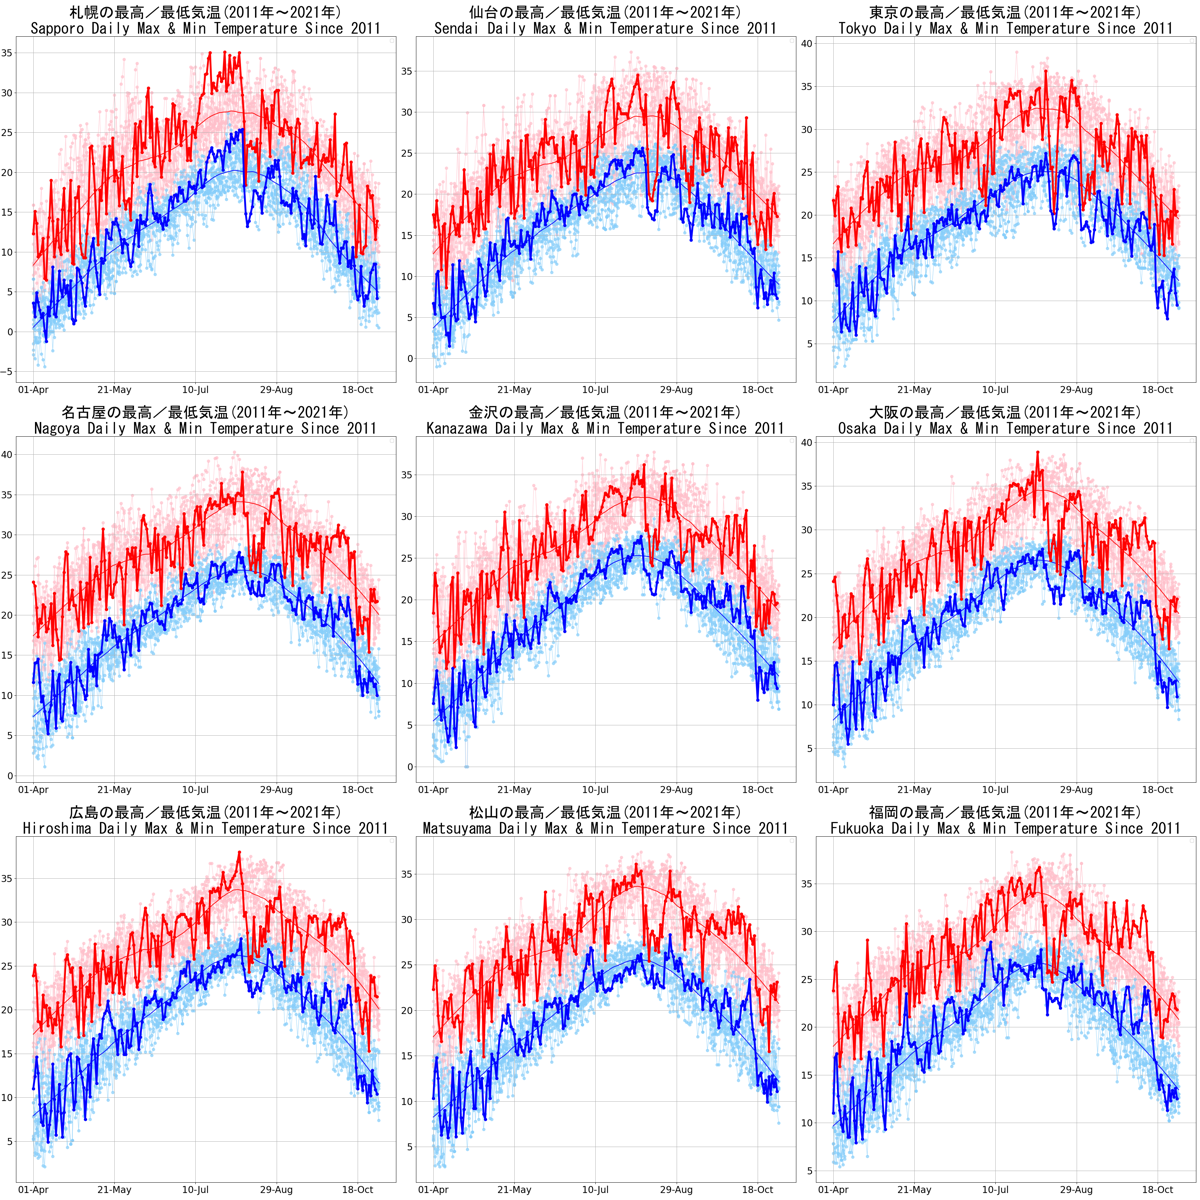 札幌の最高／最低気温(2011年～2021年)
Sapporo Daily Max & Min Temperature Since 2011
35
30
25
20
15
10
5
0
−5
01-Apr 21-May 10-Jul 29-Aug 18-Oct
仙台の最高／最低気温(2011年～2021年)
Sendai Daily Max & Min Temperature Since 2011
35
30
25
20
15
10
5
0
01-Apr 21-May 10-Jul 29-Aug 18-Oct
東京の最高／最低気温(2011年～2021年)
Tokyo Daily Max & Min Temperature Since 2011
40
35
30
25
20
15
10
5
01-Apr 21-May 10-Jul 29-Aug 18-Oct
名古屋の最高／最低気温(2011年～2021年)
Nagoya Daily Max & Min Temperature Since 2011
40
35
30
25
20
15
10
5
0
01-Apr 21-May 10-Jul 29-Aug 18-Oct
金沢の最高／最低気温(2011年～2021年)
Kanazawa Daily Max & Min Temperature Since 2011
35
30
25
20
15
10
5
0
01-Apr 21-May 10-Jul 29-Aug 18-Oct
大阪の最高／最低気温(2011年～2021年)
Osaka Daily Max & Min Temperature Since 2011
40
35
30
25
20
15
10
5
01-Apr 21-May 10-Jul 29-Aug 18-Oct
広島の最高／最低気温(2011年～2021年)
Hiroshima Daily Max & Min Temperature Since 2011
35
30
25
20
15
10
5
01-Apr 21-May 10-Jul 29-Aug 18-Oct
松山の最高／最低気温(2011年～2021年)
Matsuyama Daily Max & Min Temperature Since 2011
35
30
25
20
15
10
5
01-Apr 21-May 10-Jul 29-Aug 18-Oct
福岡の最高／最低気温(2011年～2021年)
Fukuoka Daily Max & Min Temperature Since 2011
35
30
25
20
15
10
5
01-Apr 21-May 10-Jul 29-Aug 18-Oct